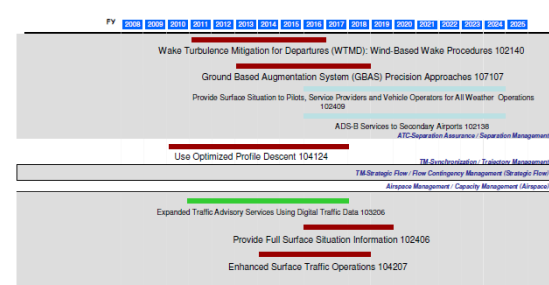 FY 2008 2009 2010 2011 2012 2013 2014 2015 2016 2017 2018 2019 2020 2021 2022 2023 2024 2025
Wake Turbulence Mitigation for Departures (WTMD): Wind-Based Wake Procedures 102140
Ground Based Augmentation System (GBAS) Precision Approaches 107107
Provide Surface Situation to Pilots, Service Providers and Vehicle Operators for All Weather Operations
102409
ADS-B Services to Secondary Airports 102138
ATC-Separation Assurance / Separation Management
Use Optimized Profile Descent 104124
TM-Synchronization / Trajectory Management
TM-Strategic Flow / Flow Contingency Management (Strategic Flow)
Airspace Management / Capacity Management (Airspace)
Expanded Traffic Advisory Services Using Digital Traffic Data 103206
Provide Full Surface Situation Information 102406
Enhanced Surface Traffic Operations 104207